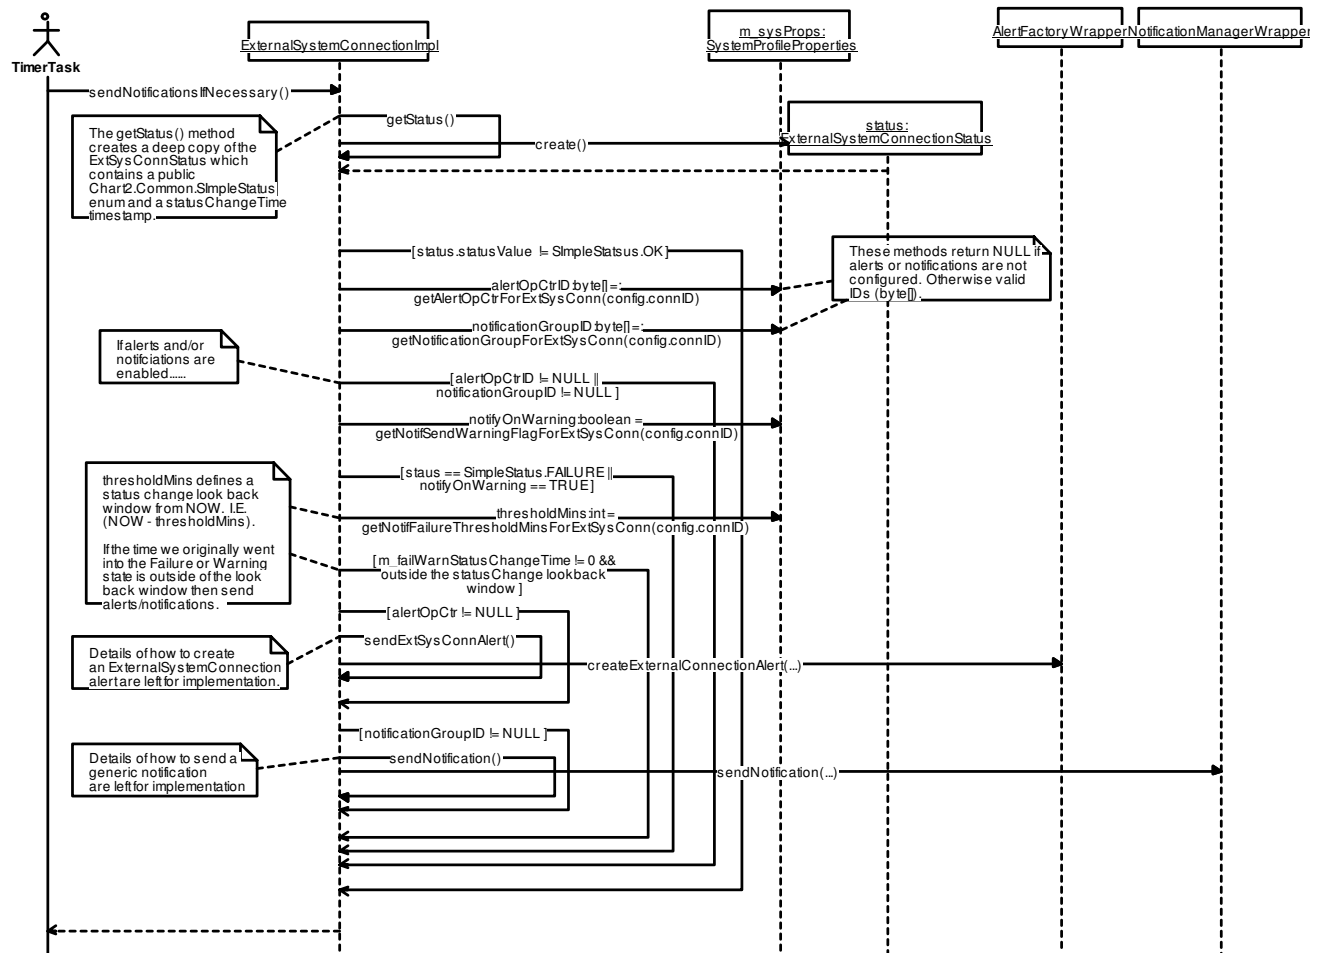 TimerTask
ExternalSystemConnectionImpl
m_sysProps:
SystemProfileProperties
AlertFactoryWrapper
NotificationManagerWrapper
sendNotificationsIfNecessary()
The getStatus() method
creates a deep copy of the
ExtSysConnStatus which
contains a public
Chart2.Common.SImpleStatus
enum and a statusChangeTime
timestamp.
getStatus()
create()
status:
ExternalSystemConnectionStatus
[status.statusValue != SImpleStatsus.OK]
These methods return NULL if
alerts or notifications are not
configured. Otherwise valid
IDs (byte[]).
alertOpCtrID:byte[]=:
getAlertOpCtrForExtSysConn(config.connID)
notificationGroupID:byte[]=:
getNotificationGroupForExtSysConn(config.connID)
If alerts and/or
notifciations are
enabled......
[alertOpCtrID != NULL ||
notificationGroupID != NULL ]
notifyOnWarning:boolean =
getNotifSendWarningFlagForExtSysConn(config.connID)
[staus == SimpleStatus.FAILURE ||
notifyOnWarning == TRUE]
thresholdMins defines a
status change look back
window from NOW. I.E.
(NOW - thresholdMins).
If the time we originally went
into the Failure or Warning
state is outside of the look
back window then send
alerts/notifications.
thresholdMins:int =
getNotifFailureThresholdMinsForExtSysConn(config.connID)
[m_failWarnStatusChangeTime != 0 &&
outside the statusChange lookback
window ]
[alertOpCtr != NULL ]
Details of how to create
an ExternalSystemConnection
alert are left for implementation.
sendExtSysConnAlert()
createExternalConnectionAlert(...)
[notificationGroupID != NULL ]
Details of how to send a
generic notification
are left for implementation
sendNotification()
sendNotification(...)